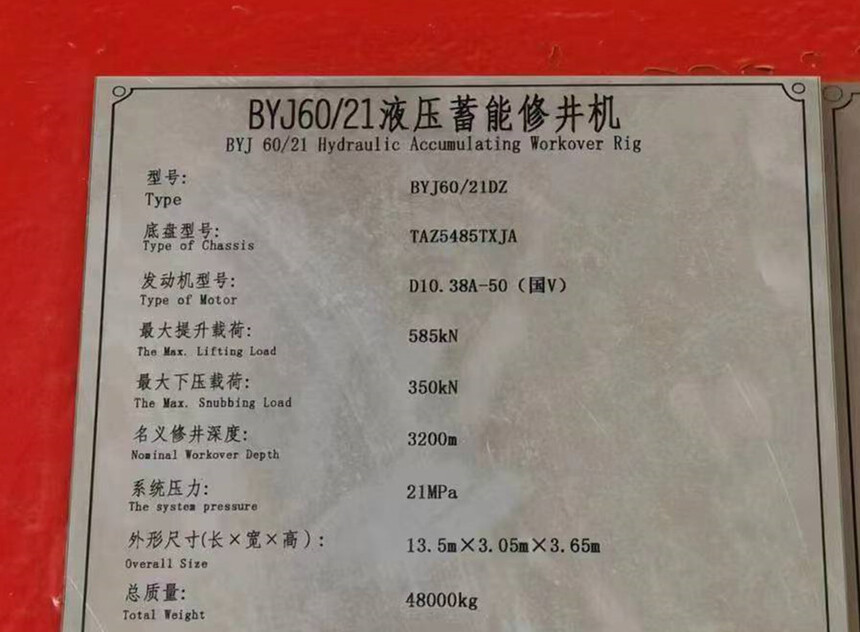 BYJ60/21液压蓄能修井机
BYJ 60/21 Hydraulic Accumulating Workover Rig
型号: BYJ60/21DZ
Type
底盘型号: TAZ5485TXJA
Type of Chassis
发动机型号: D10.38A-50（国V）
Type of Motor
最大提升载荷: 585kN
The Max. Lifting Load
最大下压载荷: 350kN
The Max. Snubbing Load
名义修井深度: 3200m
Nominal Workover Depth
系统压力: 21MPa
The system pressure
外形尺寸(长×宽×高): 13.5m×3.05m×3.65m
Overall Size
总质量: 48000kg
Total Weight